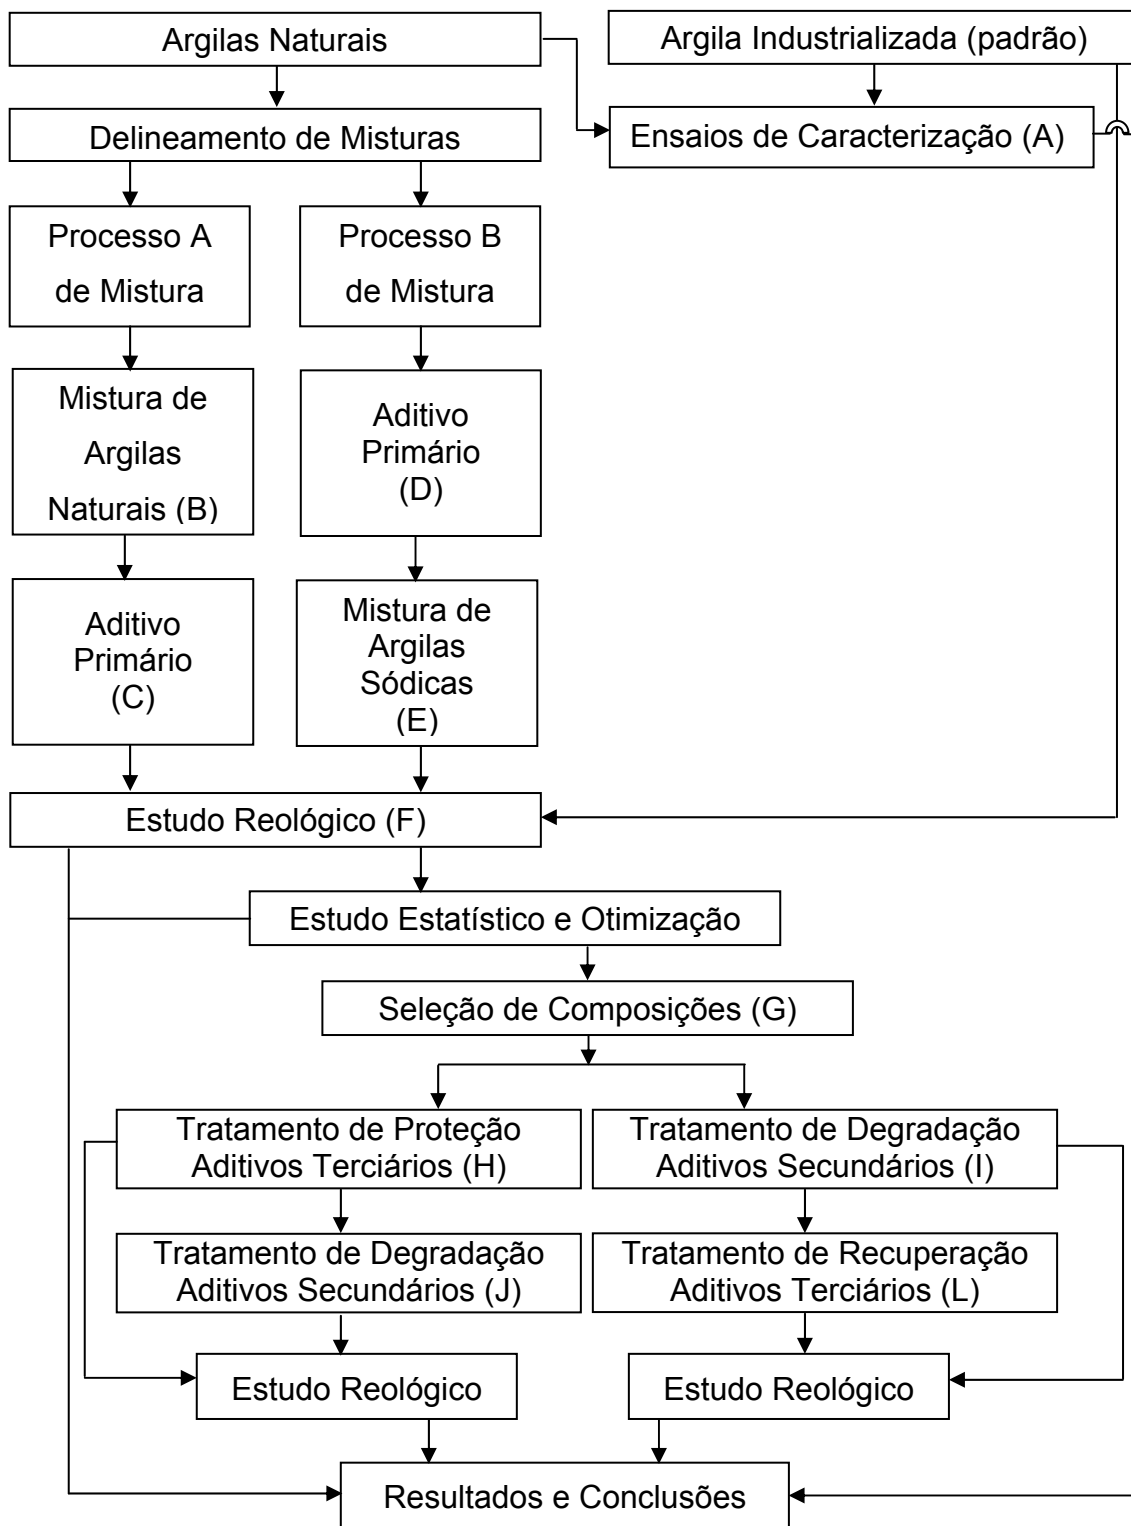 Argilas Naturais
Argila Industrializada (padrão)
Delineamento de Misturas
Ensaios de Caracterização (A)
Processo A
de Mistura
Processo B
de Mistura
Mistura de
Argilas
Naturais (B)
Aditivo
Primário
(D)
Aditivo
Primário
(C)
Mistura de
Argilas
Sódicas
(E)
Estudo Reológico (F)
Estudo Estatístico e Otimização
Seleção de Composições (G)
Tratamento de Proteção
Aditivos Terciários (H)
Tratamento de Degradação
Aditivos Secundários (I)
Tratamento de Degradação
Aditivos Secundários (J)
Tratamento de Recuperação
Aditivos Terciários (L)
Estudo Reológico
Estudo Reológico
Resultados e Conclusões